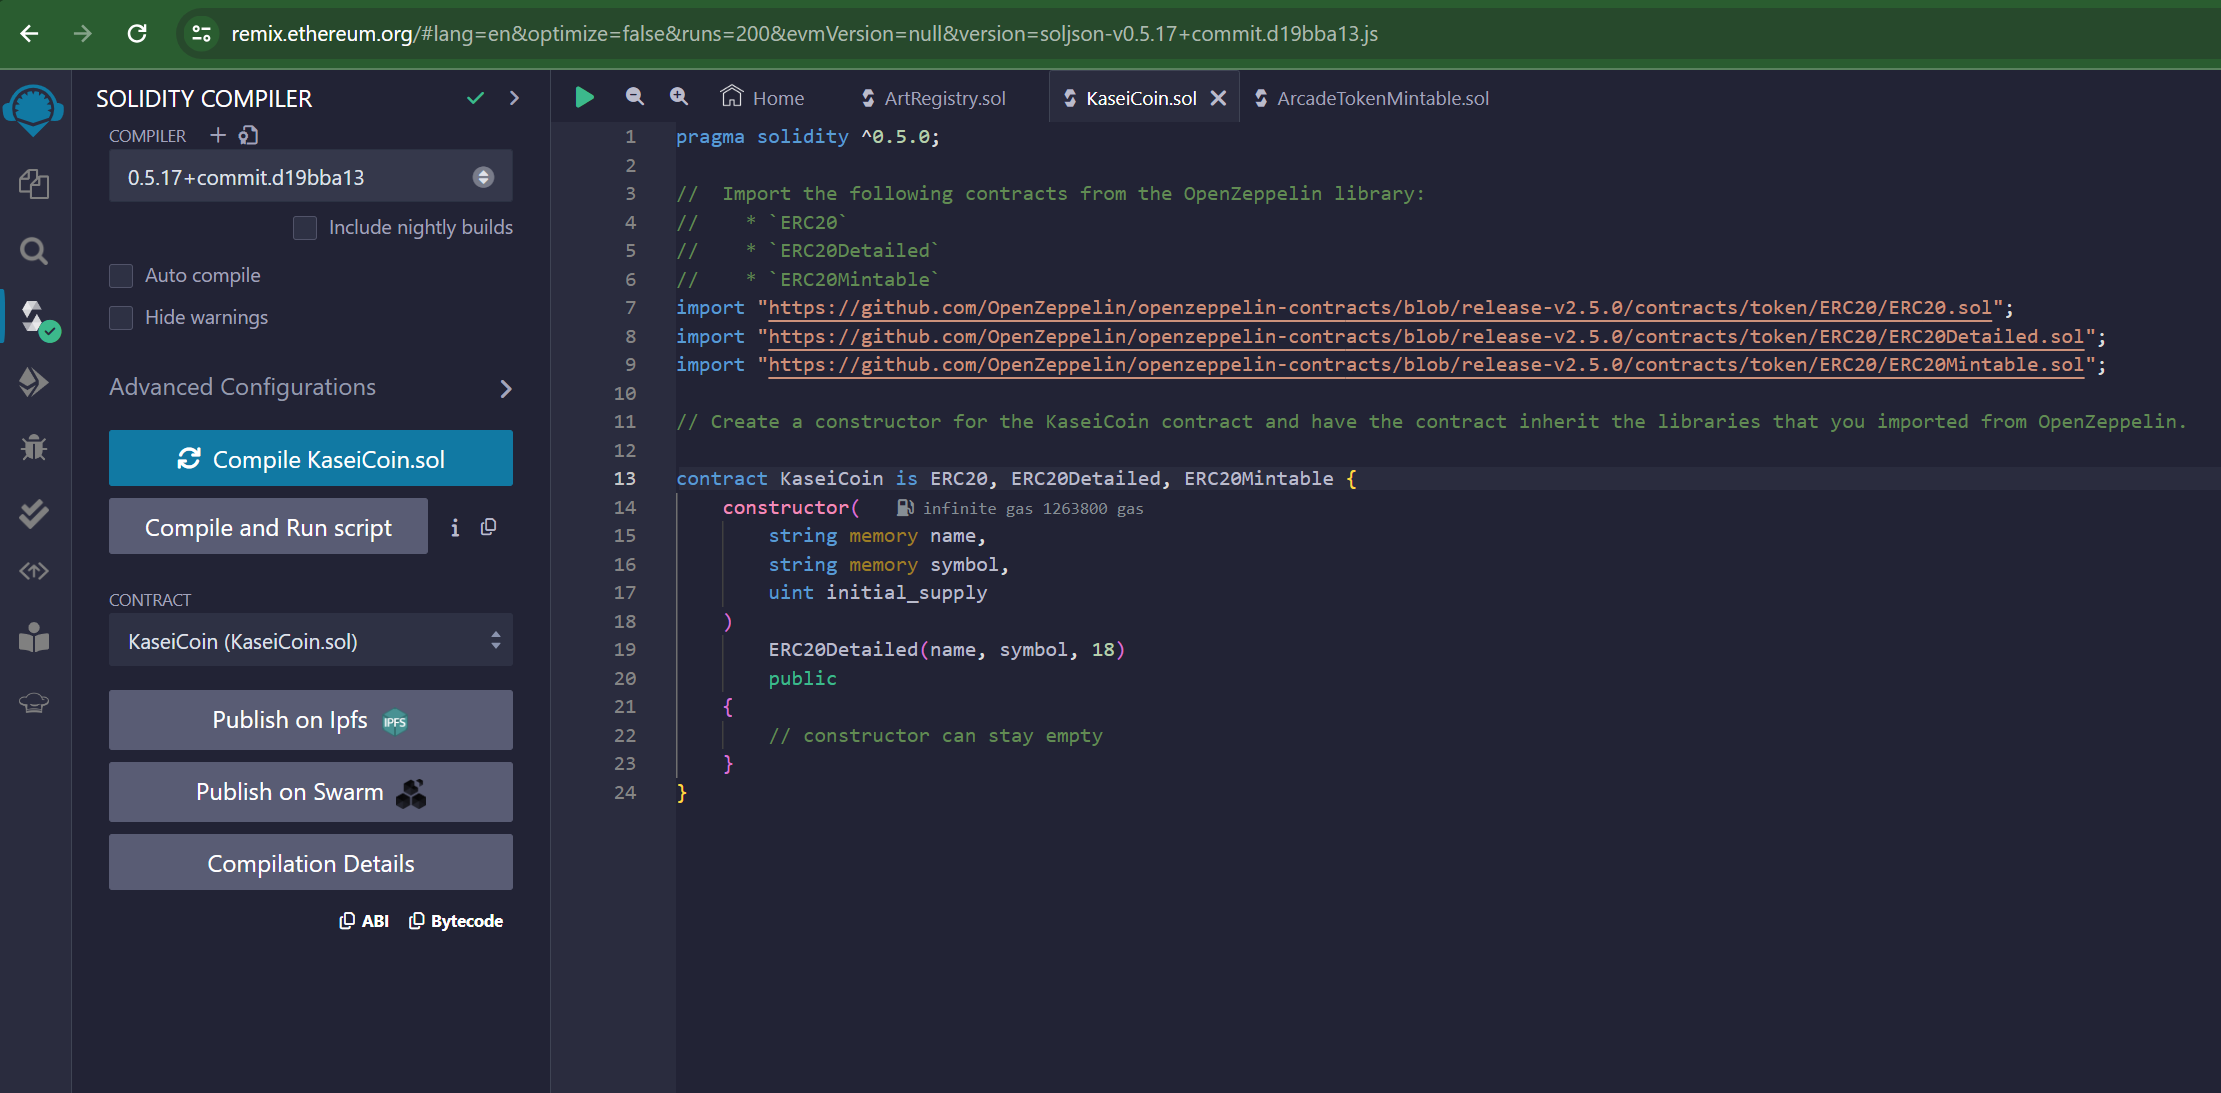 remix.ethereum.org/#lang=en&optimize=false&runs=200&evmVersion=null&version=soljson-v0.5.17+commit.d19bba13.js
SOLIDITY COMPILER
COMPILER
0.5.17+commit.d19bba13
Include nightly builds
Auto compile
Hide warnings
Advanced Configurations
Compile KaseiCoin.sol
Compile and Run script
CONTRACT
KaseiCoin (KaseiCoin.sol)
Publish on Ipfs IPFS
Publish on Swarm
Compilation Details
ABI Bytecode
Home ArtRegistry.sol KaseiCoin.sol ArcadeTokenMintable.sol
1 pragma solidity ^0.5.0;
2
3 //  Import the following contracts from the OpenZeppelin library:
4 //    * `ERC20`
5 //    * `ERC20Detailed`
6 //    * `ERC20Mintable`
7 import "https://github.com/OpenZeppelin/openzeppelin-contracts/blob/release-v2.5.0/contracts/token/ERC20/ERC20.sol";
8 import "https://github.com/OpenZeppelin/openzeppelin-contracts/blob/release-v2.5.0/contracts/token/ERC20/ERC20Detailed.sol";
9 import "https://github.com/OpenZeppelin/openzeppelin-contracts/blob/release-v2.5.0/contracts/token/ERC20/ERC20Mintable.sol";
10
11 // Create a constructor for the KaseiCoin contract and have the contract inherit the libraries that you imported from OpenZeppelin.
12
13 contract KaseiCoin is ERC20, ERC20Detailed, ERC20Mintable {
14     constructor( infinite gas 1263800 gas
15         string memory name,
16         string memory symbol,
17         uint initial_supply
18     )
19         ERC20Detailed(name, symbol, 18)
20         public
21     {
22         // constructor can stay empty
23     }
24 }